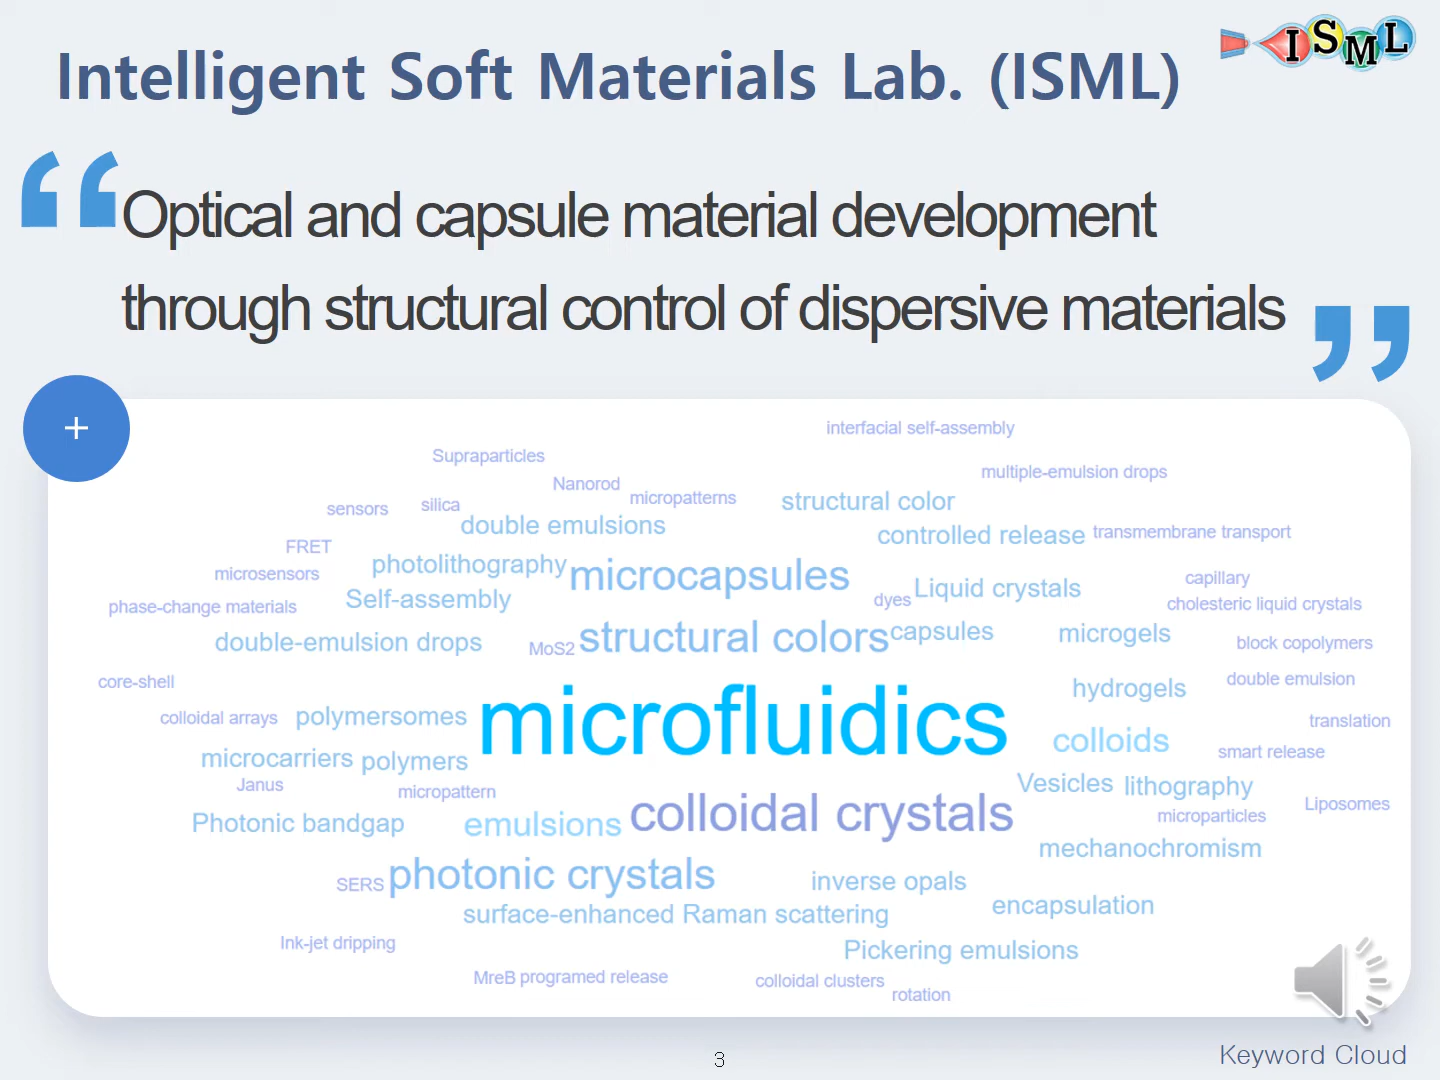 Intelligent Soft Materials Lab. (ISML)
ISML
“Optical and capsule material development
through structural control of dispersive materials”
+
interfacial self-assembly
Supraparticles
multiple-emulsion drops
Nanorod
micropatterns
structural color
sensors
silica
double emulsions
controlled release
transmembrane transport
FRET
photolithography
microcapsules
microsensors
Liquid crystals
capillary
phase-change materials
Self-assembly
dyes
cholesteric liquid crystals
double-emulsion drops
MoS2
structural colors
capsules
microgels
block copolymers
core-shell
hydrogels
double emulsion
colloidal arrays
polymersomes
microfluidics
colloids
translation
microcarriers
polymers
smart release
Janus
micropattern
Vesicles
lithography
Photonic bandgap
emulsions
colloidal crystals
microparticles
Liposomes
mechanochromism
SERS
photonic crystals
inverse opals
surface-enhanced Raman scattering
encapsulation
Ink-jet dripping
Pickering emulsions
MreB
programed release
colloidal clusters
rotation
3
Keyword Cloud